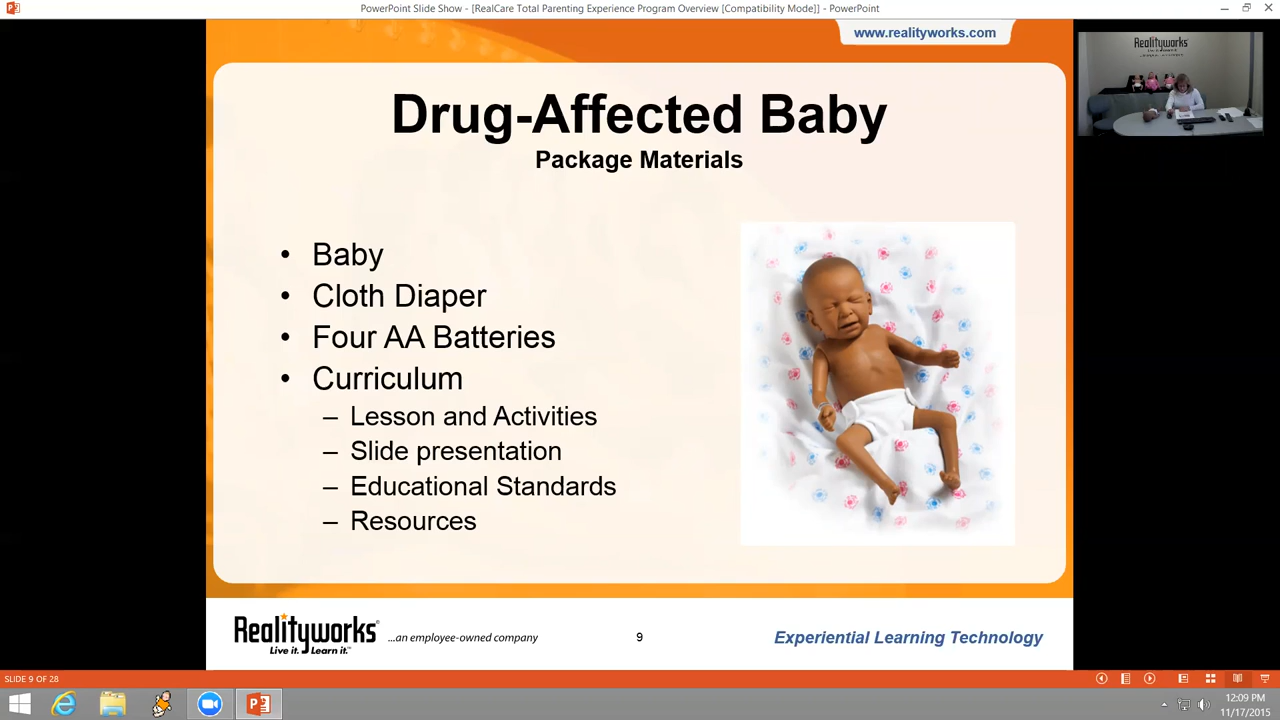 PowerPoint Slide Show - [RealCare Total Parenting Experience Program Overview [Compatibility Mode]] - PowerPoint
www.realityworks.com
Realityworks
Drug-Affected Baby
Package Materials
• Baby
• Cloth Diaper
• Four AA Batteries
• Curriculum
– Lesson and Activities
– Slide presentation
– Educational Standards
– Resources
Realityworks
Live it. Learn it.™
...an employee-owned company
9
Experiential Learning Technology
SLIDE 9 OF 28
12:09 PM
11/17/2015